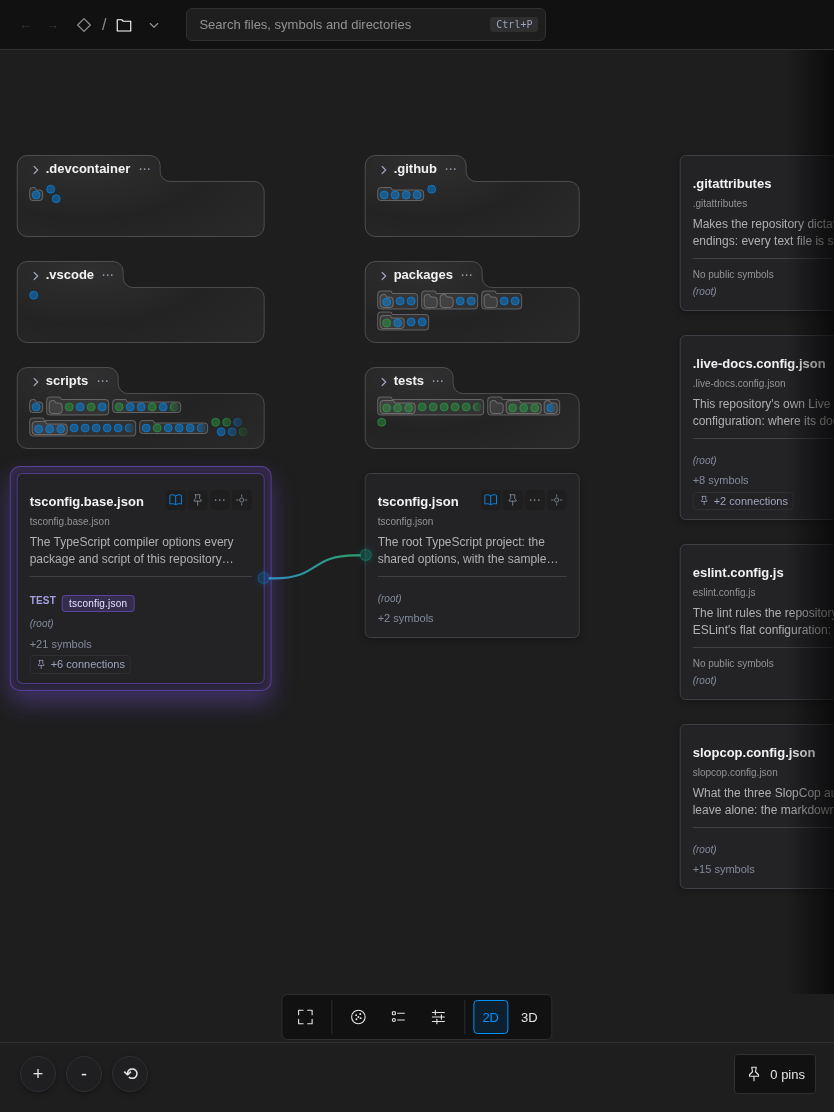 /
Search files, symbols and directories
Ctrl+P
.devcontainer ...
.github ...
.vscode ...
packages ...
scripts ...
tests ...
tsconfig.base.json
tsconfig.base.json
The TypeScript compiler options every
package and script of this repository…
TEST tsconfig.json
(root)
+21 symbols
+6 connections
tsconfig.json
tsconfig.json
The root TypeScript project: the
shared options, with the sample…
(root)
+2 symbols
.gitattributes
.gitattributes
Makes the repository
endings: every text file is
No public symbols
(root)
.live-docs.config.json
.live-docs.config.json
This repository's own Live
configuration: where its
(root)
+8 symbols
+2 connections
eslint.config.js
eslint.config.js
The lint rules the repository
ESLint's flat configuration:
No public symbols
(root)
slopcop.config.json
slopcop.config.json
What the three SlopCop
leave alone: the markdown
(root)
+15 symbols
2D 3D
+ - ⟲
0 pins